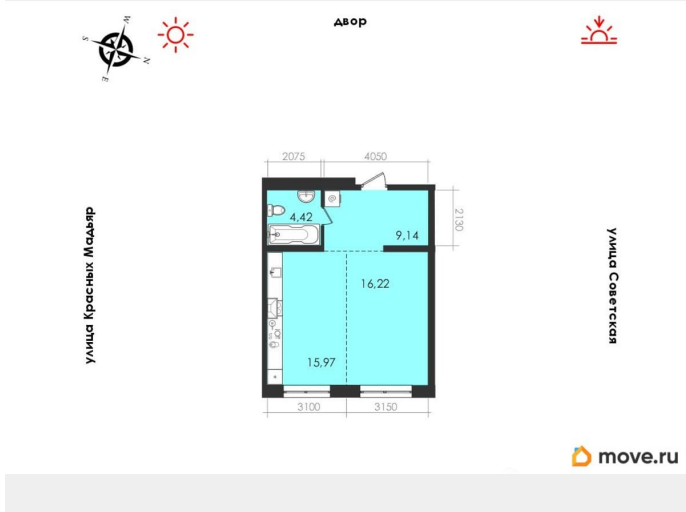 двор
W
S
N
E
2075
4050
4,42
9,14
2130
16,22
15,97
3100
3150
улица Красных Мадьяр
улица Советская
move.ru